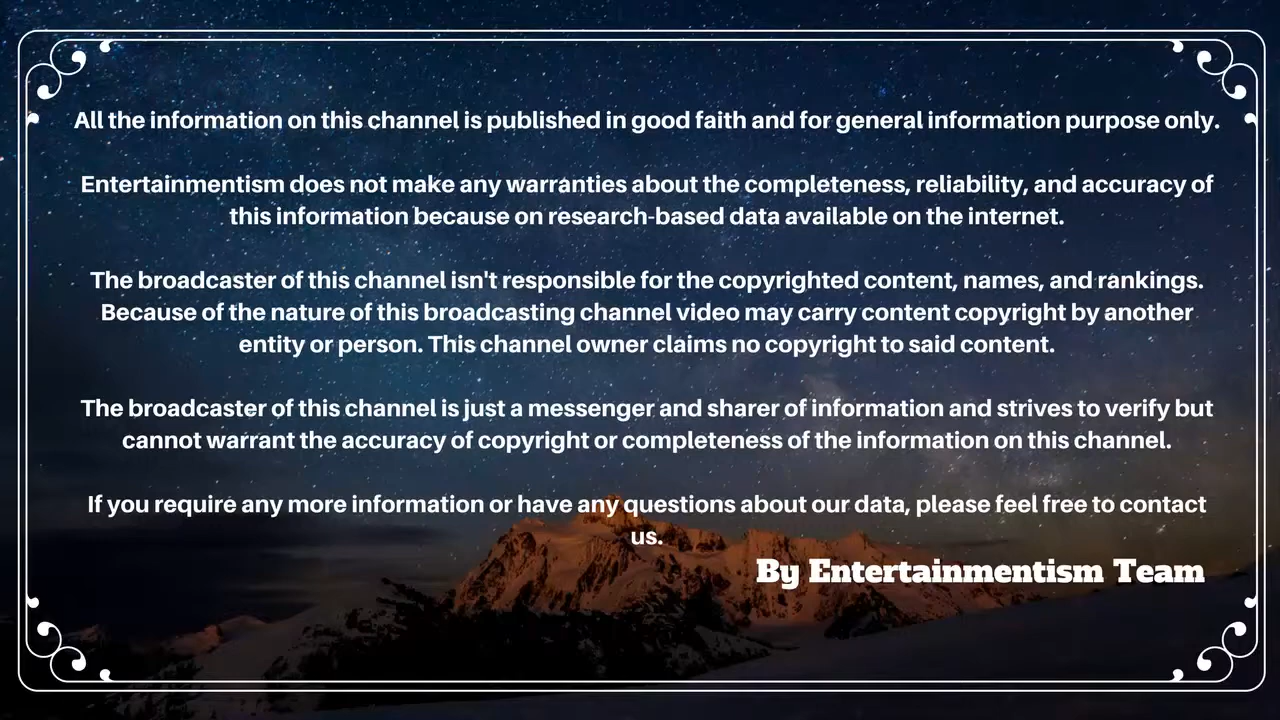 All the information on this channel is published in good faith and for general information purpose only.
Entertainmentism does not make any warranties about the completeness, reliability, and accuracy of
this information because on research-based data available on the internet.
The broadcaster of this channel isn't responsible for the copyrighted content, names, and rankings.
Because of the nature of this broadcasting channel video may carry content copyright by another
entity or person. This channel owner claims no copyright to said content.
The broadcaster of this channel is just a messenger and sharer of information and strives to verify but
cannot warrant the accuracy of copyright or completeness of the information on this channel.
If you require any more information or have any questions about our data, please feel free to contact
us.
By Entertainmentism Team